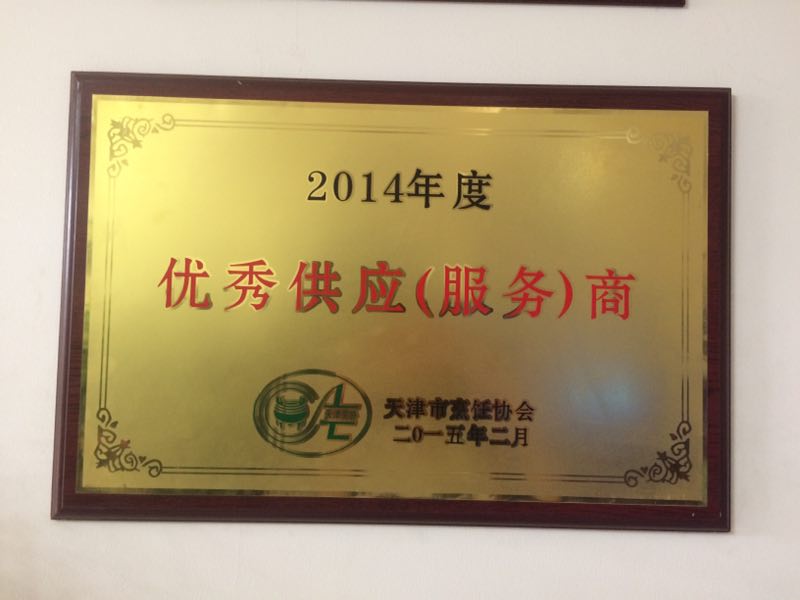 2014年度
优秀供应(服务)商
天津市烹饪协会
二0一五年二月